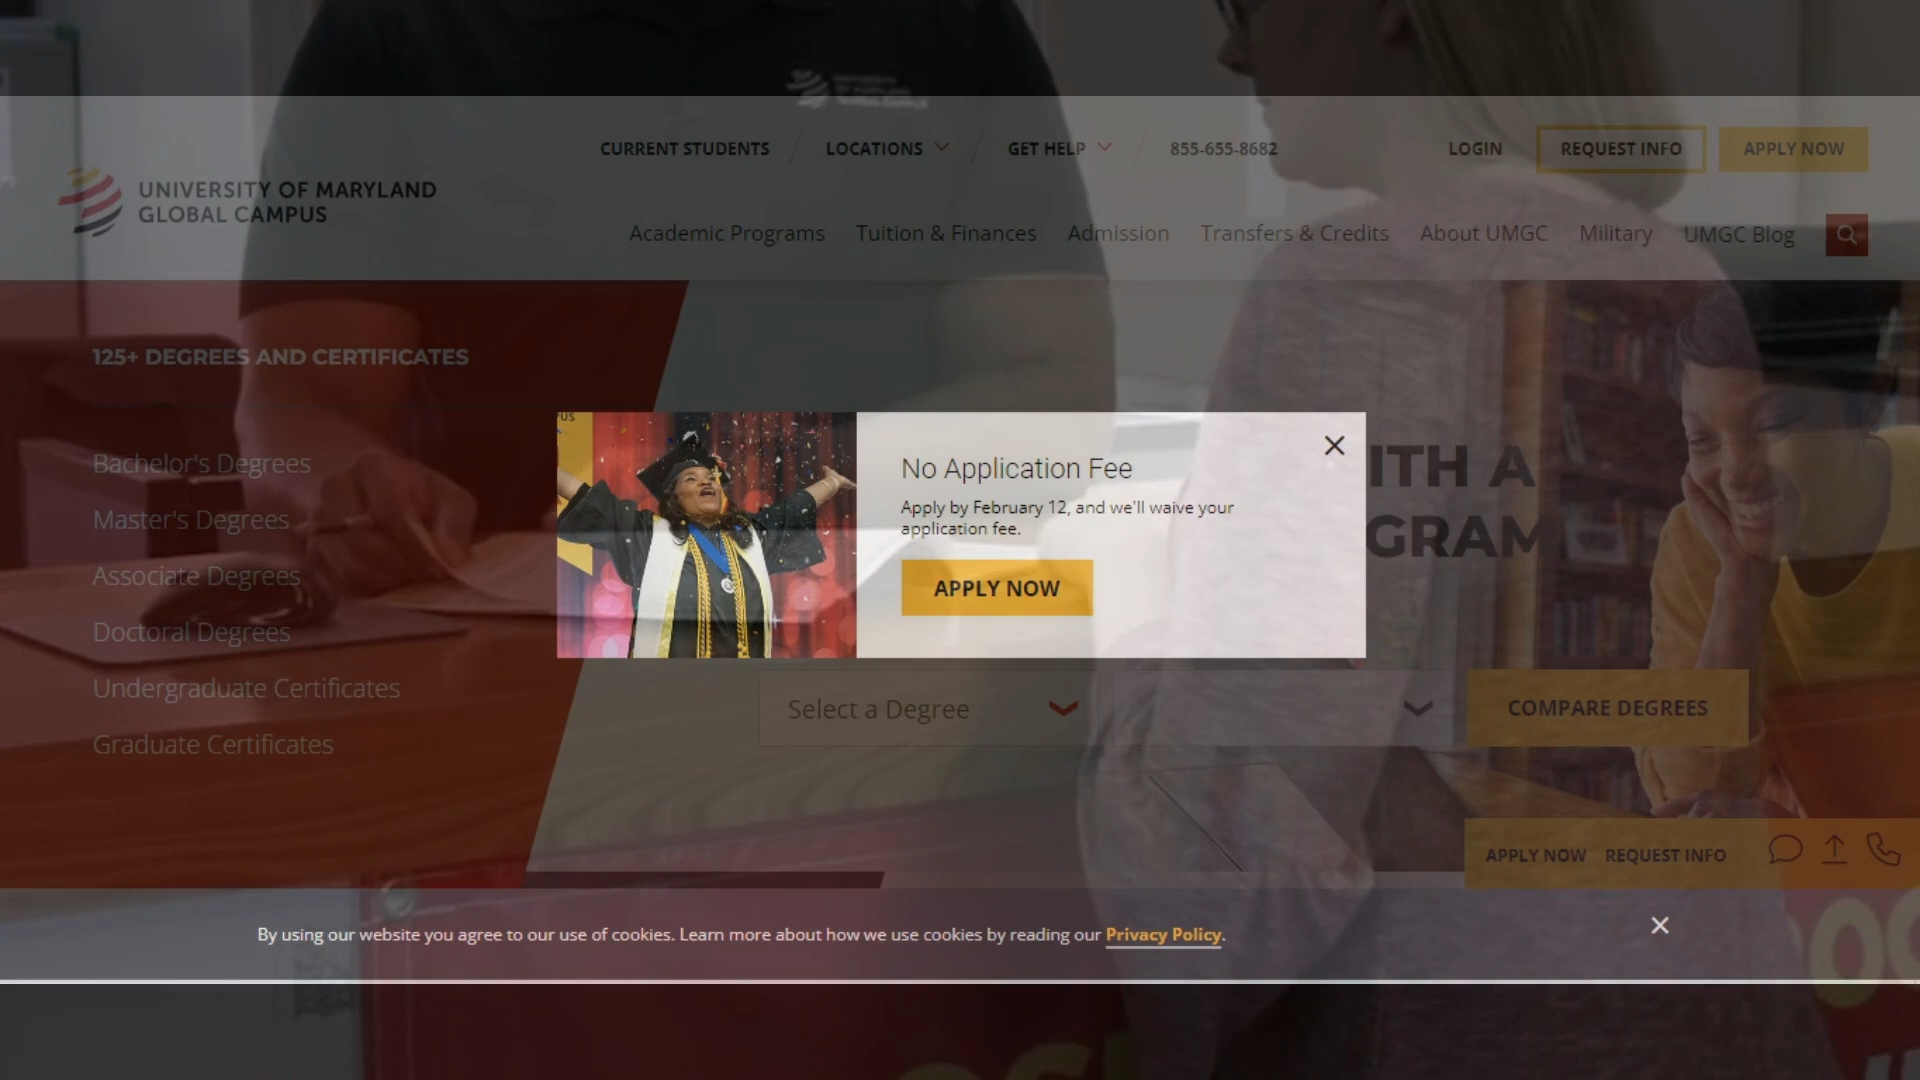 UNIVERSITY OF MARYLAND
GLOBAL CAMPUS
CURRENT STUDENTS
LOCATIONS
GET HELP
855-655-8682
LOGIN
REQUEST INFO
APPLY NOW
Academic Programs
Tuition & Finances
Admission
Transfers & Credits
About UMGC
Military
UMGC Blog
125+ DEGREES AND CERTIFICATES
Bachelor's Degrees
Master's Degrees
Associate Degrees
Doctoral Degrees
Undergraduate Certificates
Graduate Certificates
US
No Application Fee
Apply by February 12, and we'll waive your
application fee.
APPLY NOW
ITH A
GRAM
Select a Degree
COMPARE DEGREES
APPLY NOW
REQUEST INFO
By using our website you agree to our use of cookies. Learn more about how we use cookies by reading our Privacy Policy.